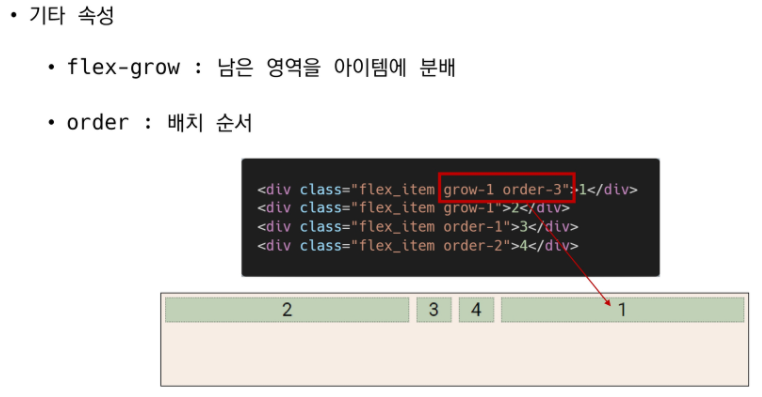 • 기타 속성
• flex-grow : 남은 영역을 아이템에 분배
• order : 배치 순서
<div class="flex_item grow-1 order-3">1</div>
<div class="flex_item grow-1">2</div>
<div class="flex_item order-1">3</div>
<div class="flex_item order-2">4</div>
2 3 4 1